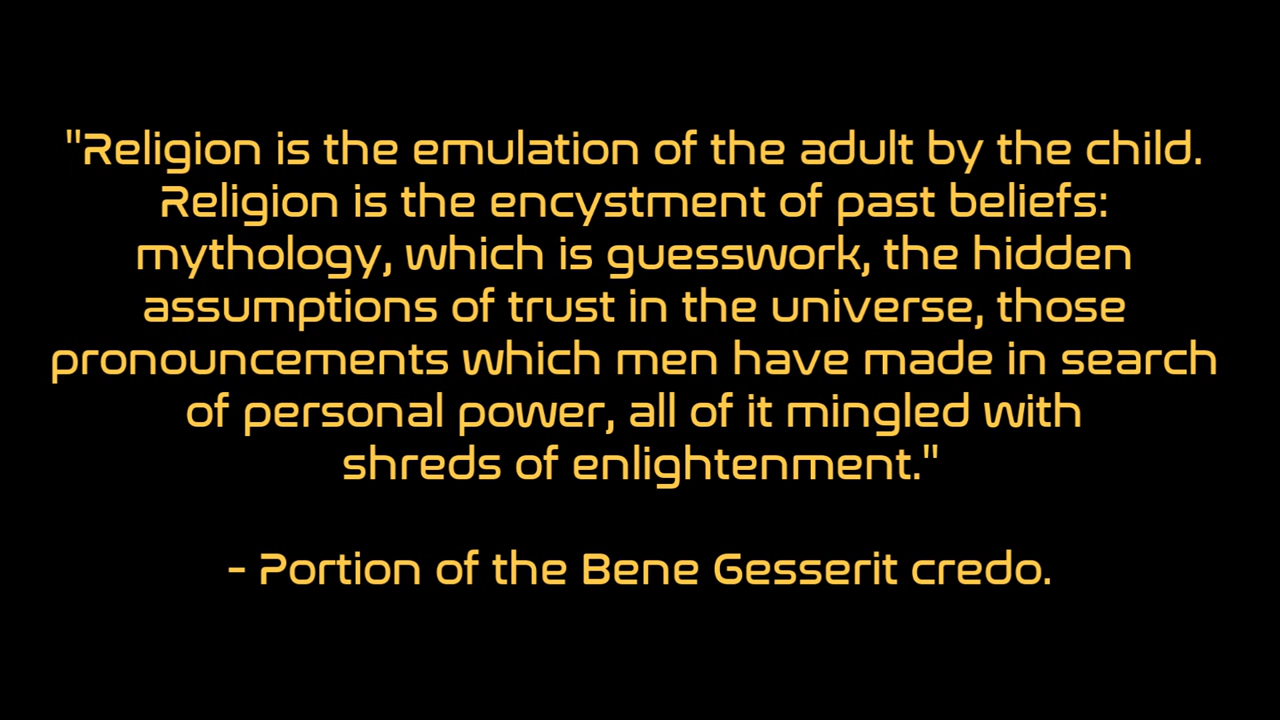 "Religion is the emulation of the adult by the child.
Religion is the encystment of past beliefs:
mythology, which is guesswork, the hidden
assumptions of trust in the universe, those
pronouncements which men have made in search
of personal power, all of it mingled with
shreds of enlightenment."
- Portion of the Bene Gesserit credo.